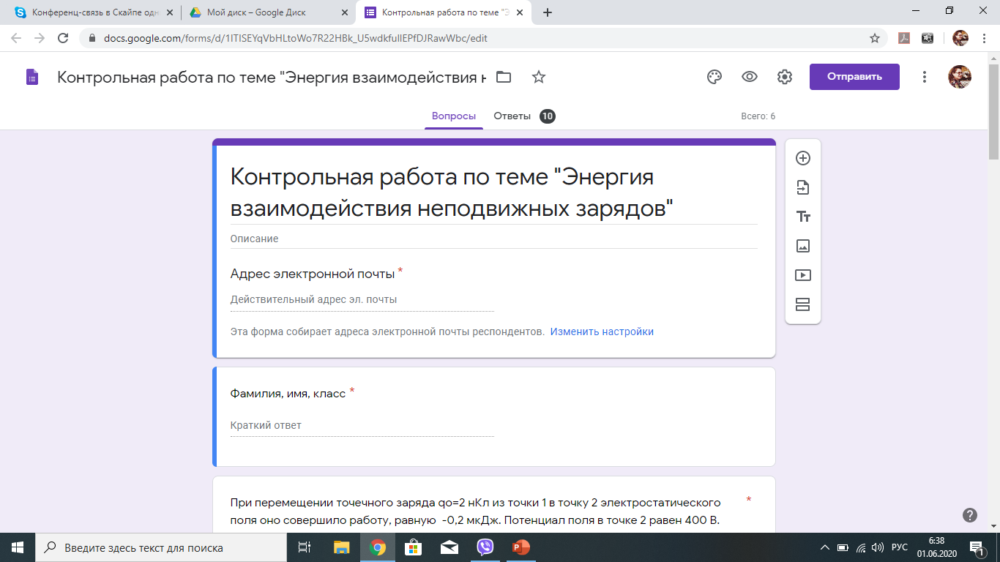 Конференц-связь в Скайпе одн
Мой диск – Google Диск
Контрольная работа по теме "Э
docs.google.com/forms/d/1lTISEYqVbHLtoWo7R22HBk_U5wdkfulIEPfDJRawWbc/edit
Контрольная работа по теме "Энергия взаимодействия н
Отправить
Вопросы
Ответы 10
Всего: 6
Контрольная работа по теме "Энергия
взаимодействия неподвижных зарядов"
Описание
Адрес электронной почты *
Действительный адрес эл. почты
Эта форма собирает адреса электронной почты респондентов. Изменить настройки
Фамилия, имя, класс *
Краткий ответ
При перемещении точечного заряда qo=2 нКл из точки 1 в точку 2 электростатического *
поля оно совершило работу, равную -0,2 мкДж. Потенциал поля в точке 2 равен 400 В.
Введите здесь текст для поиска
РУС
6:38
01.06.2020
1